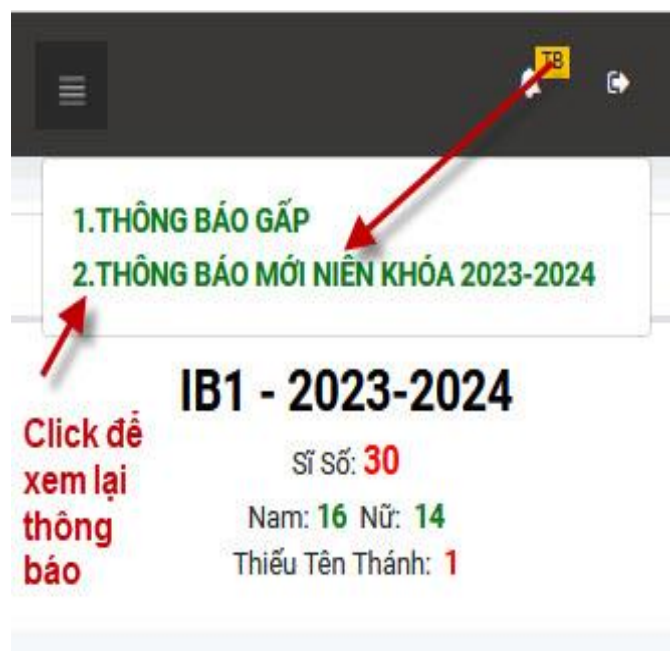 TB
1.THÔNG BÁO GẤP
2.THÔNG BÁO MỚI NIÊN KHÓA 2023-2024
IB1 - 2023-2024
Sĩ Số: 30
Nam: 16 Nữ: 14
Thiếu Tên Thánh: 1
Click để
xem lại
thông
báo